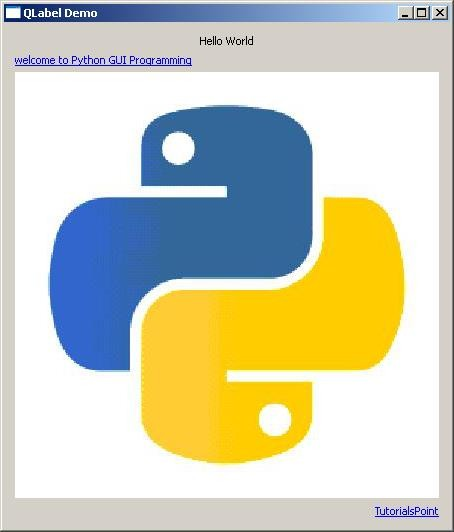 QLabel Demo
Hello World
welcome to Python GUI Programming
TutorialsPoint